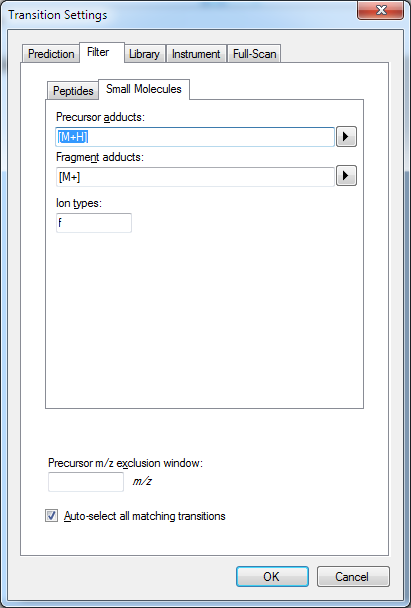 Transition Settings
Prediction Filter Library Instrument Full-Scan
Peptides Small Molecules
Precursor adducts:
[M+H]
Fragment adducts:
[M+]
Ion types:
f
Precursor m/z exclusion window:
m/z
Auto-select all matching transitions
OK Cancel